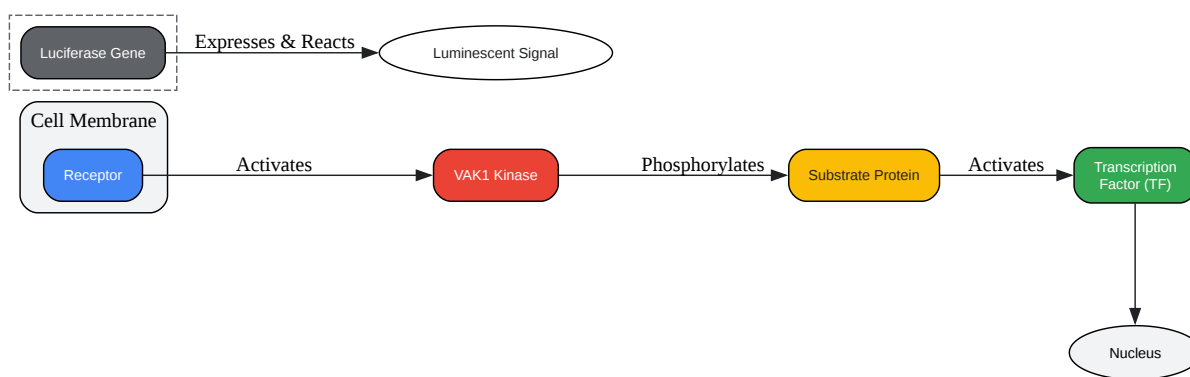 Luciferase Gene
Expresses & Reacts
Luminescent Signal
Cell Membrane
Receptor
Activates
VAK1 Kinase
Phosphorylates
Substrate Protein
Activates
Transcription
Factor (TF)
Nucleus